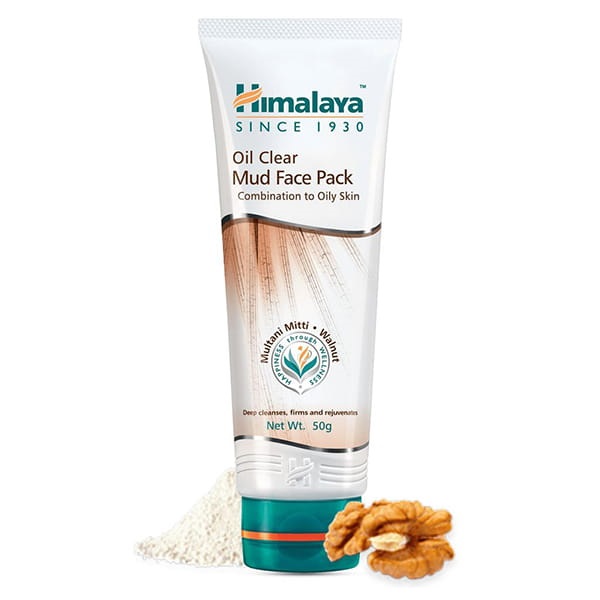 Himalaya™
SINCE 1930
Oil Clear
Mud Face Pack
Combination to Oily Skin
Multani Mitti • Walnut
HAPPINESS through WELLNESS
Deep cleanses, firms and rejuvenates
Net Wt. 50g
H